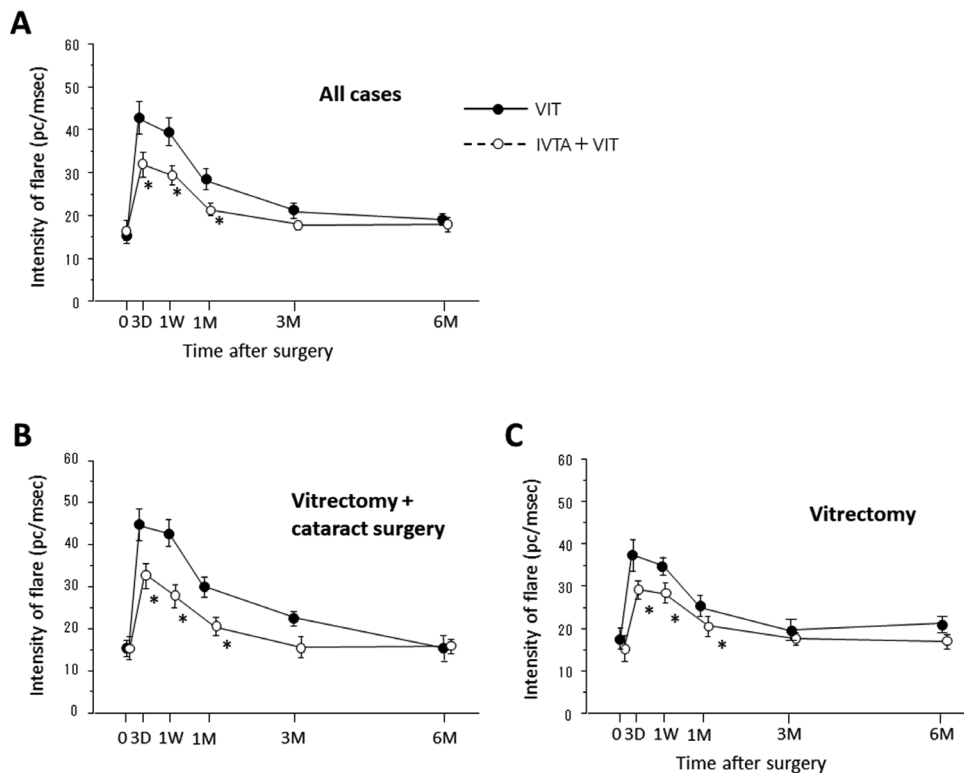 A
60
50
40
30
20
10
0
Intensity of flare (pc/msec)
All cases
VIT
IVTA + VIT
*
*
*
0 3D 1W 1M 3M 6M
Time after surgery
B
60
50
40
30
20
10
0
Intensity of flare (pc/msec)
Vitrectomy +
cataract surgery
*
*
*
0 3D 1W 1M 3M 6M
C
60
50
40
30
20
10
0
Intensity of flare (pc/msec)
Vitrectomy
*
*
*
0 3D 1W 1M 3M 6M
Time after surgery